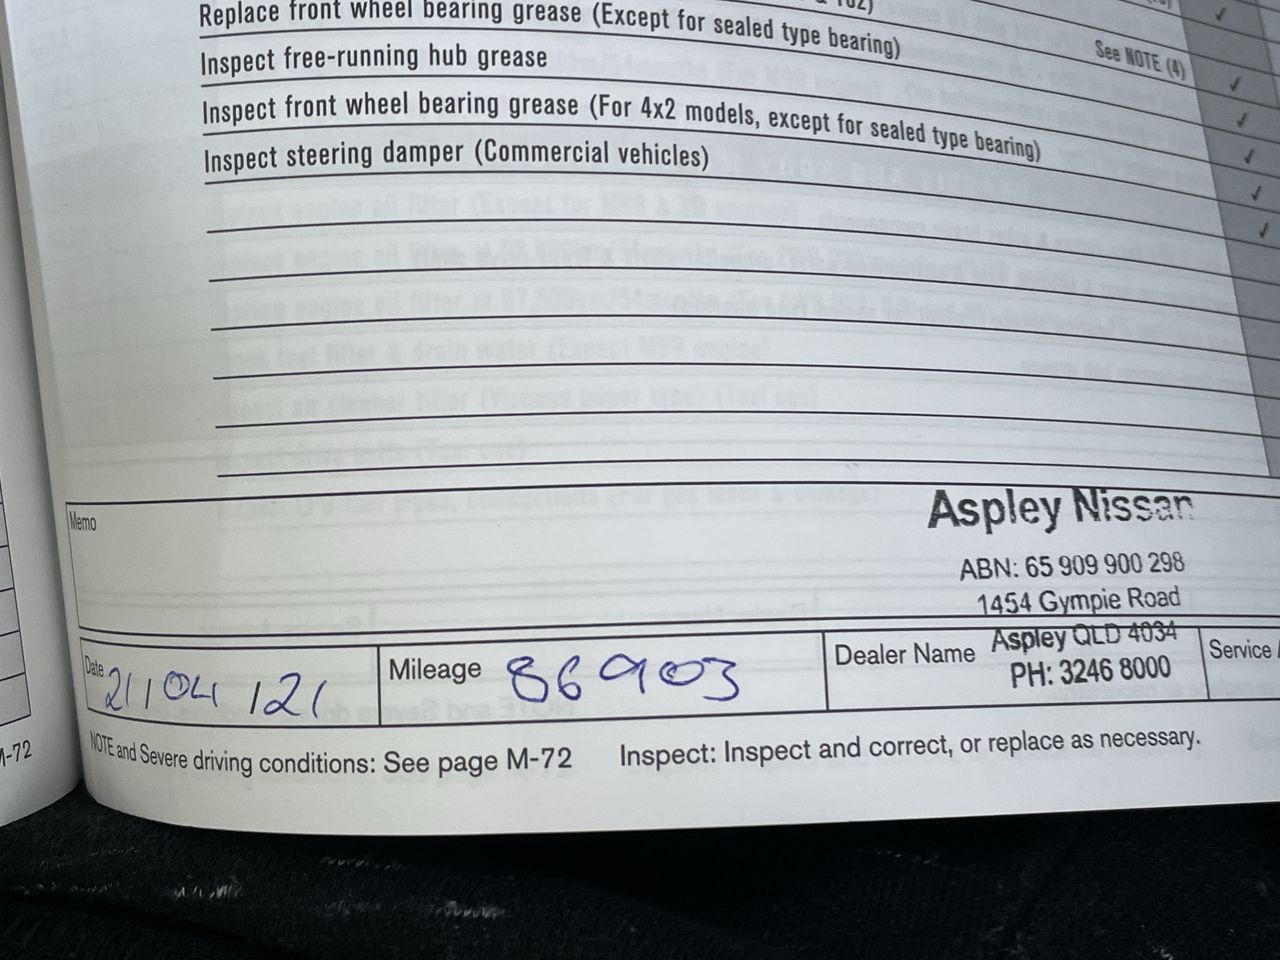 Replace front wheel bearing grease (Except for sealed type bearing)
See NOTE (4)
Inspect free-running hub grease
Inspect front wheel bearing grease (For 4x2 models, except for sealed type bearing)
Inspect steering damper (Commercial vehicles)
Memo
Aspley Nissan
ABN: 65 909 900 298
1454 Gympie Road
Aspley QLD 4034
PH: 3246 8000
Date 21/04/21
Mileage 86903
Dealer Name
Service
NOTE and Severe driving conditions: See page M-72
Inspect: Inspect and correct, or replace as necessary.
-72